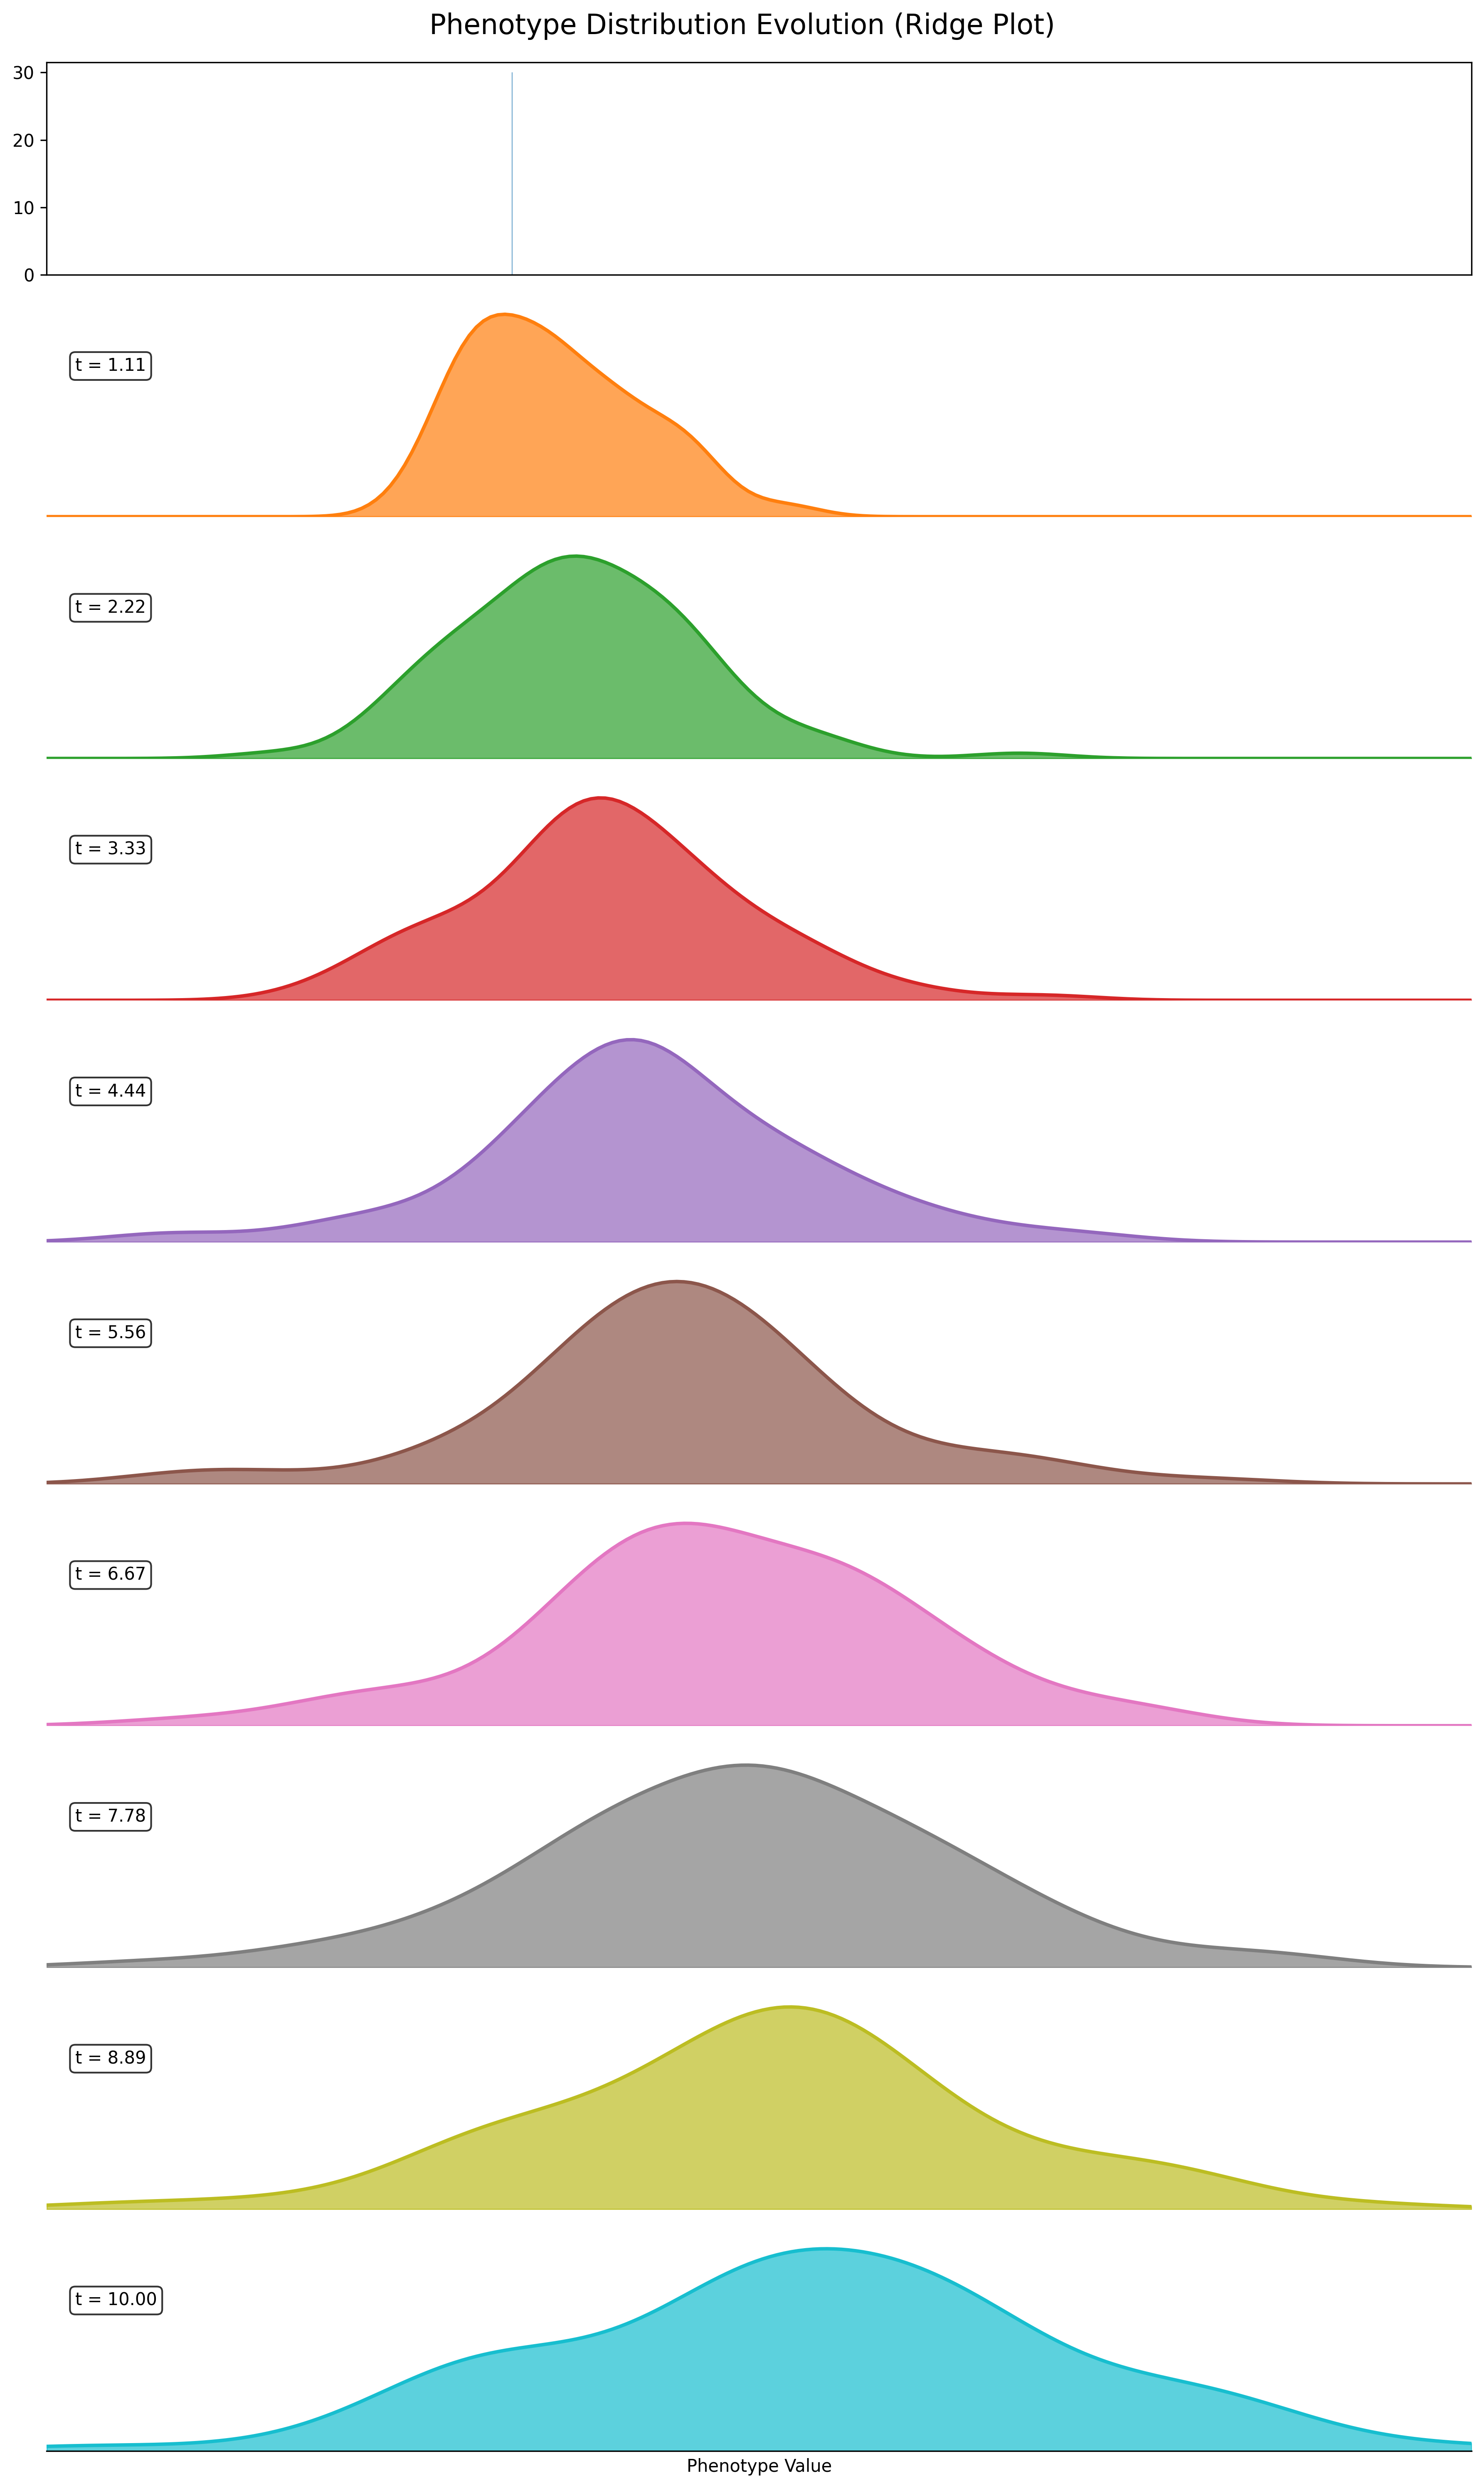 Phenotype Distribution Evolution (Ridge Plot)
30
20
10
0
t = 1.11
t = 2.22
t = 3.33
t = 4.44
t = 5.56
t = 6.67
t = 7.78
t = 8.89
t = 10.00
Phenotype Value